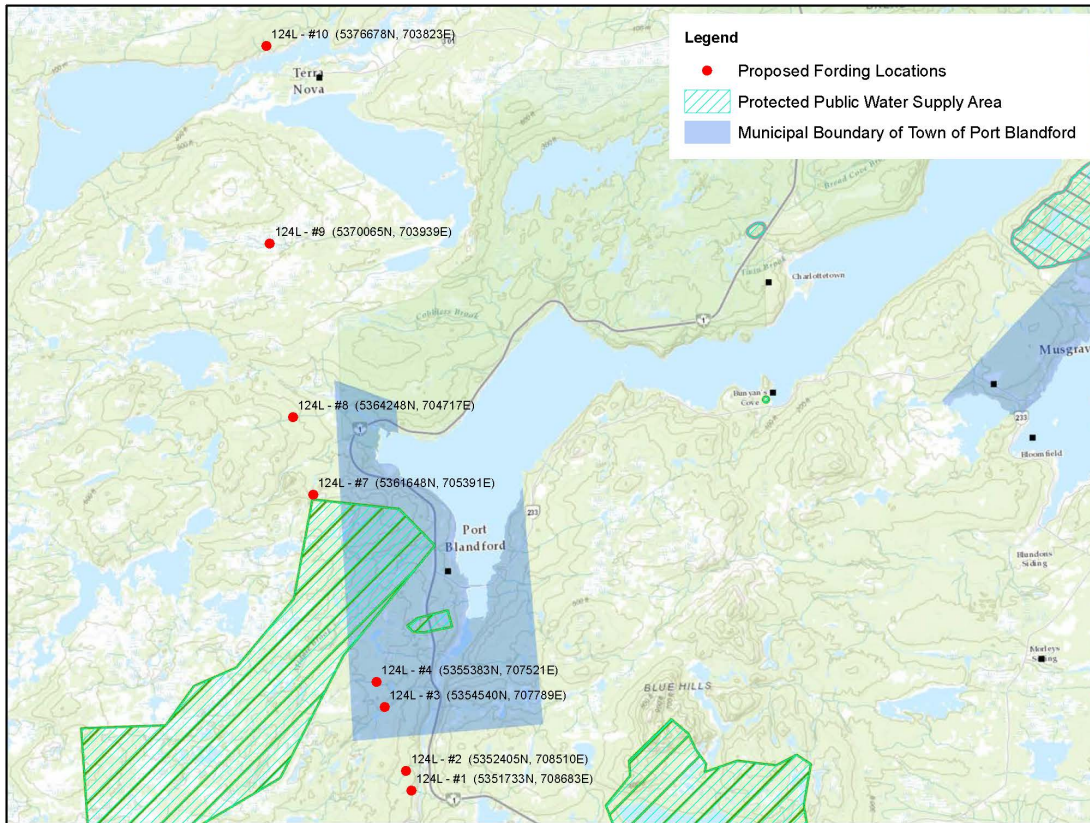 124L - #10 (5376678N, 703823E)
Terra
Nova
Legend
Proposed Fording Locations
Protected Public Water Supply Area
Municipal Boundary of Town of Port Blandford
124L - #9 (5370065N, 703939E)
Charlottetown
1
124L - #8 (5364248N, 704717E)
1
Bunyan's
Cove
Musgrav
233
Bloomfield
124L - #7 (5361648N, 705391E)
233
Port
Blandford
Blundons
Siding
124L - #4 (5355383N, 707521E)
124L - #3 (5354540N, 707789E)
Morleys
Siding
BLUE HILLS
124L - #2 (5352405N, 708510E)
124L - #1 (5351733N, 708683E)
1